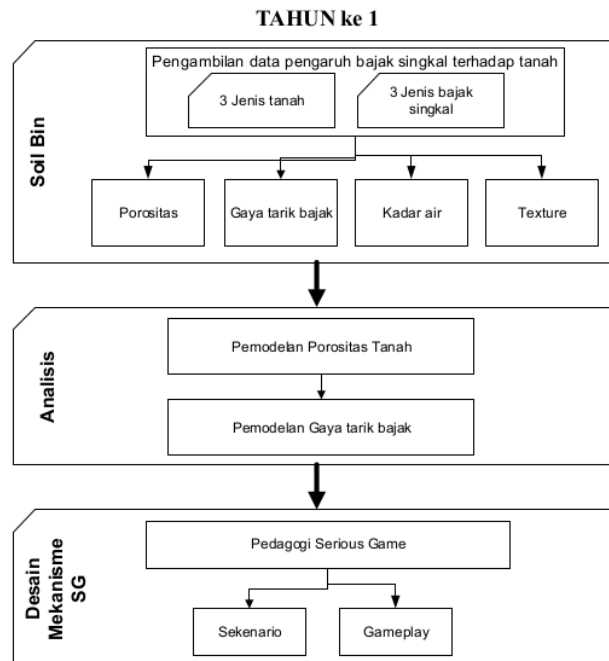 TAHUN ke 1
Soil Bin
Pengambilan data pengaruh bajak singkal terhadap tanah
3 Jenis tanah
3 Jenis bajak
singkal
Porositas
Gaya tarik bajak
Kadar air
Texture
Analisis
Pemodelan Porositas Tanah
Pemodelan Gaya tarik bajak
Desain
Mekanisme
SG
Pedagogi Serious Game
Sekenario
Gameplay